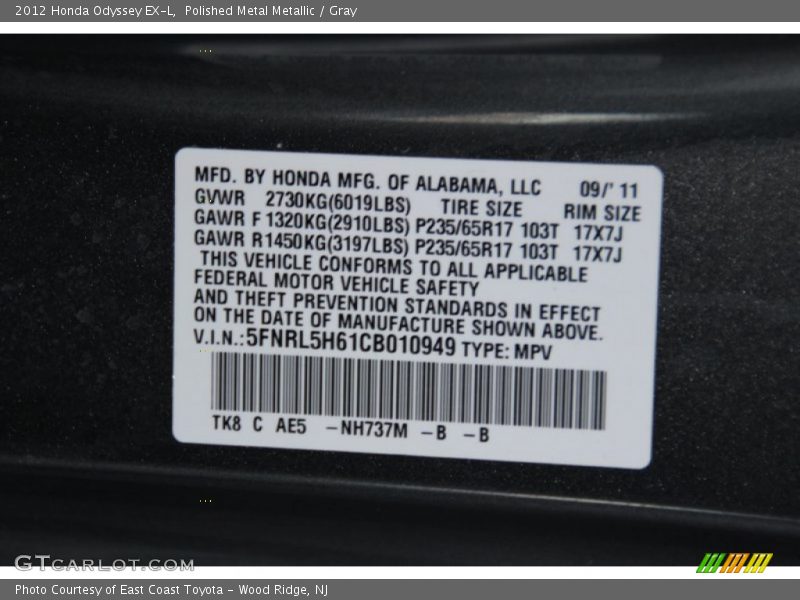 2012 Honda Odyssey EX-L, Polished Metal Metallic / Gray
MFD. BY HONDA MFG. OF ALABAMA, LLC 09/' 11
GVWR 2730KG(6019LBS) TIRE SIZE RIM SIZE
GAWR F 1320KG(2910LBS) P235/65R17 103T 17X7J
GAWR R1450KG(3197LBS) P235/65R17 103T 17X7J
THIS VEHICLE CONFORMS TO ALL APPLICABLE
FEDERAL MOTOR VEHICLE SAFETY
AND THEFT PREVENTION STANDARDS IN EFFECT
ON THE DATE OF MANUFACTURE SHOWN ABOVE.
V.I.N.:5FNRL5H61CB010949 TYPE: MPV
TK8 C AE5 -NH737M -B -B
GTCARLOT.COM
Photo Courtesy of East Coast Toyota - Wood Ridge, NJ